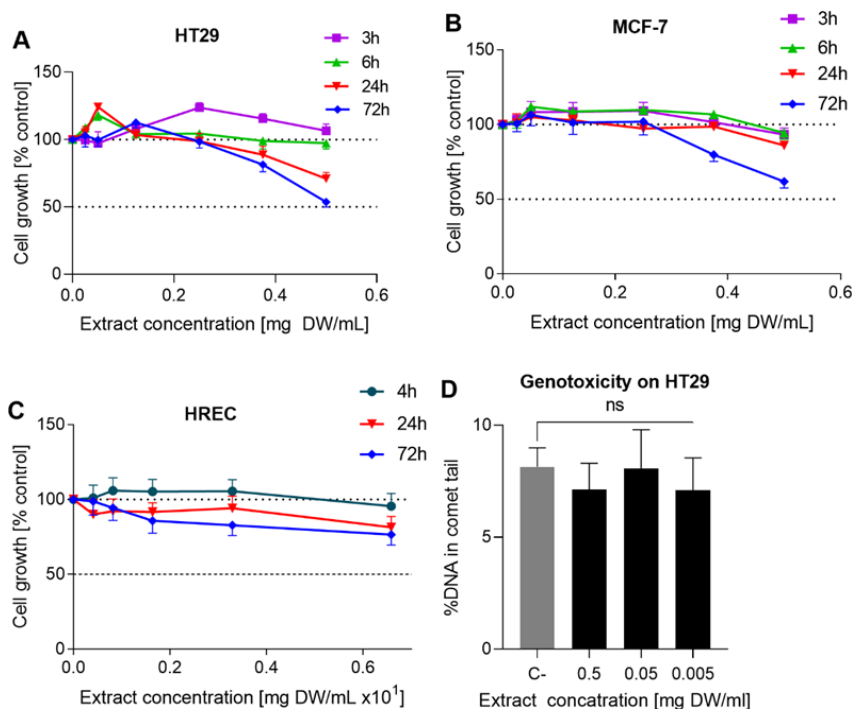 A
HT29
3h
6h
24h
72h
Cell growth [% control]
150
100
50
0
0.0
0.2
0.4
0.6
Extract concentration [mg DW/mL]
B
MCF-7
3h
6h
24h
72h
Cell growth [% control]
150
100
50
0
0.0
0.2
0.4
0.6
Extract concentration [mg DW/mL]
C
HREC
4h
24h
72h
Cell growth [% control]
150
100
50
0
0.0
0.2
0.4
0.6
Extract concentration [mg DW/mL x10¹]
D
Genotoxicity on HT29
ns
%DNA in comet tail
10
5
0
C-
0.5
0.05
0.005
Extract concatration [mg DW/ml]